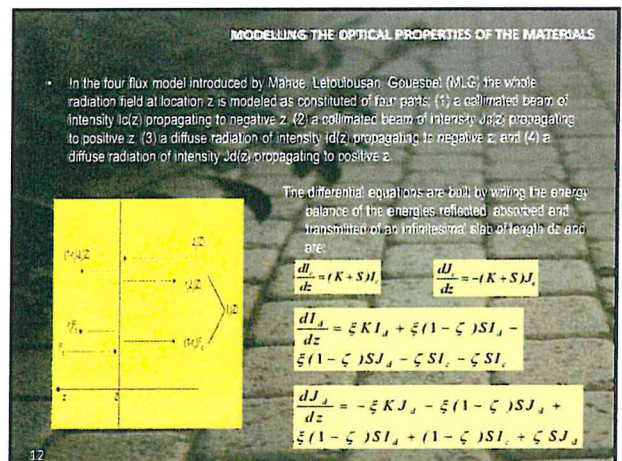 MODELLING THE OPTICAL PROPERTIES OF THE MATERIALS
• In the four flux model introduced by Mahue, Letoulousan, Gouesbet (MLG) the whole
radiation field at location z is modeled as constituted of four parts; (1) a collimated beam of
intensity Ic(z) propagating to negative z, (2) a collimated beam of intensity Jc(z) propagating
to positive z, (3) a diffuse radiation of intensity Id(z) propagating to negative z, and (4) a
diffuse radiation of intensity Jd(z) propagating to positive z.
The differential equations are built by writing the energy
balance of the energies reflected, absorbed and
transmitted of an infinitesimal slab of length dz and
are:
dI_c/dz = (K + S)I_c
dJ_c/dz = -(K + S)J_c
dI_d/dz = ξKI_d + ξ(1 - ζ)SI_d -
ξ(1 - ζ)SJ_d - ζSI_c - ζSI_c
dJ_d/dz = -ξKJ_d - ξ(1 - ζ)SJ_d +
ξ(1 - ζ)SI_d + (1 - ζ)SI_c + ζSJ_d
z
12